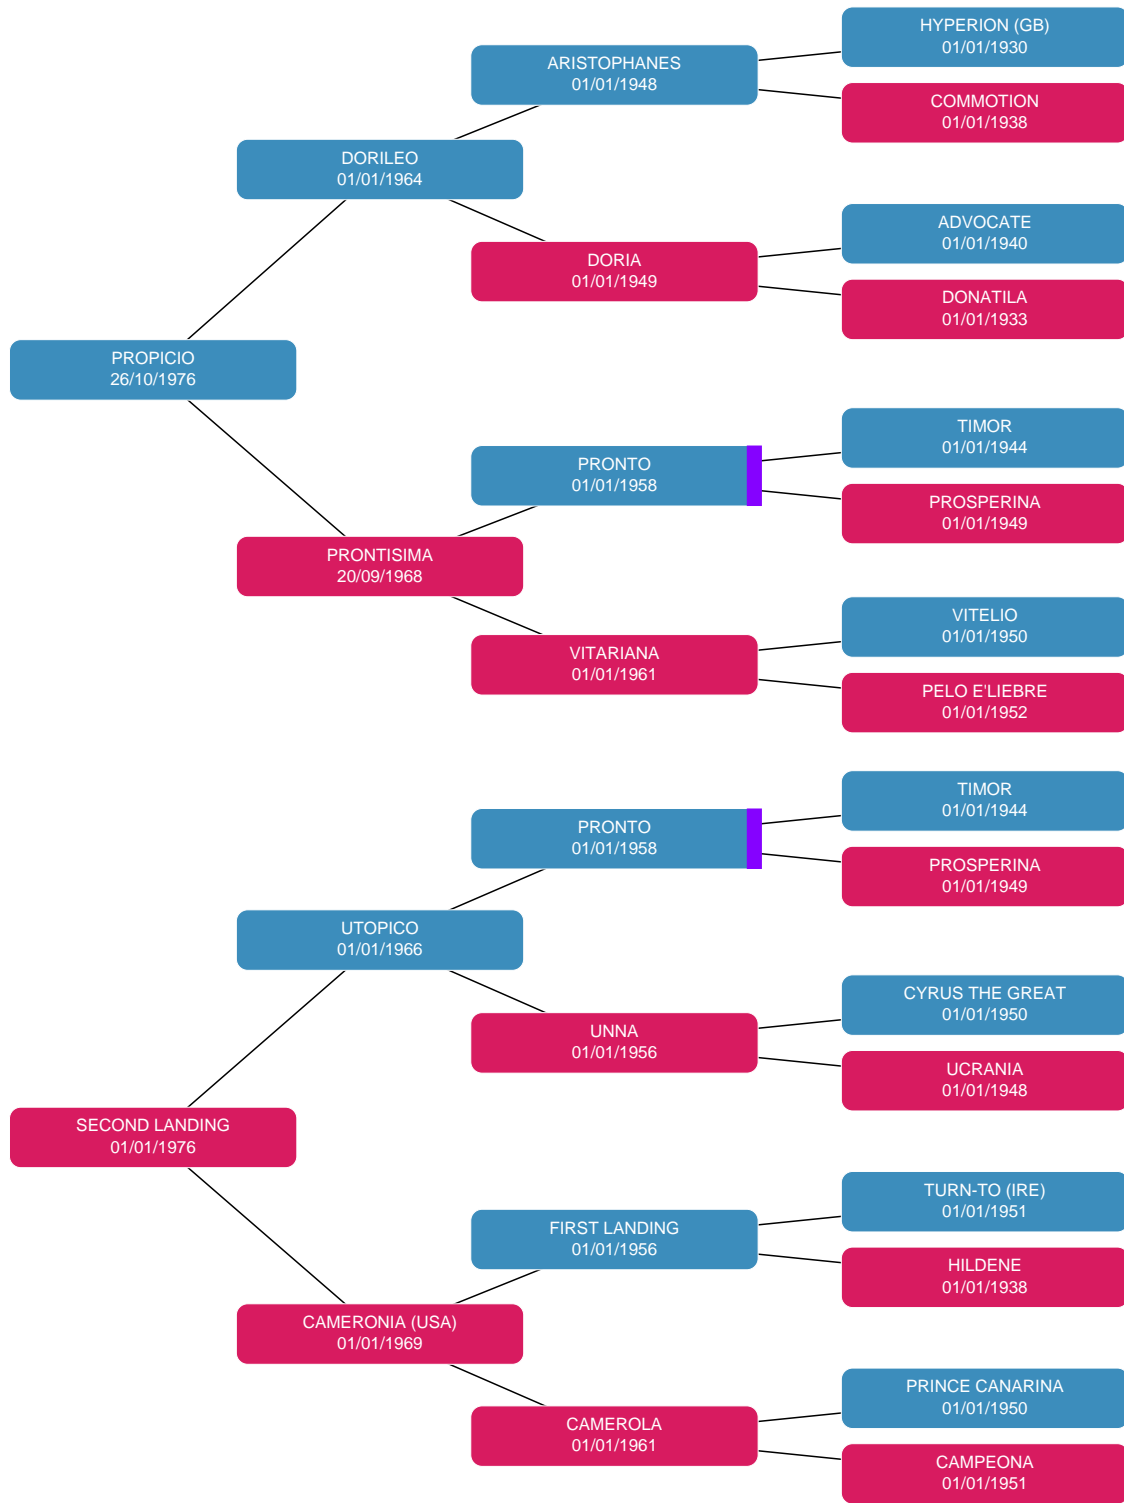 HYPERION (GB)
01/01/1930
ARISTOPHANES
01/01/1948
COMMOTION
01/01/1938
DORILEO
01/01/1964
ADVOCATE
01/01/1940
DORIA
01/01/1949
DONATILA
01/01/1933
PROPICIO
26/10/1976
TIMOR
01/01/1944
PRONTO
01/01/1958
PROSPERINA
01/01/1949
PRONTISIMA
20/09/1968
VITELIO
01/01/1950
VITARIANA
01/01/1961
PELO E'LIEBRE
01/01/1952
TIMOR
01/01/1944
PRONTO
01/01/1958
PROSPERINA
01/01/1949
UTOPICO
01/01/1966
CYRUS THE GREAT
01/01/1950
UNNA
01/01/1956
UCRANIA
01/01/1948
SECOND LANDING
01/01/1976
TURN-TO (IRE)
01/01/1951
FIRST LANDING
01/01/1956
HILDENE
01/01/1938
CAMERONIA (USA)
01/01/1969
PRINCE CANARINA
01/01/1950
CAMEROLA
01/01/1961
CAMPEONA
01/01/1951